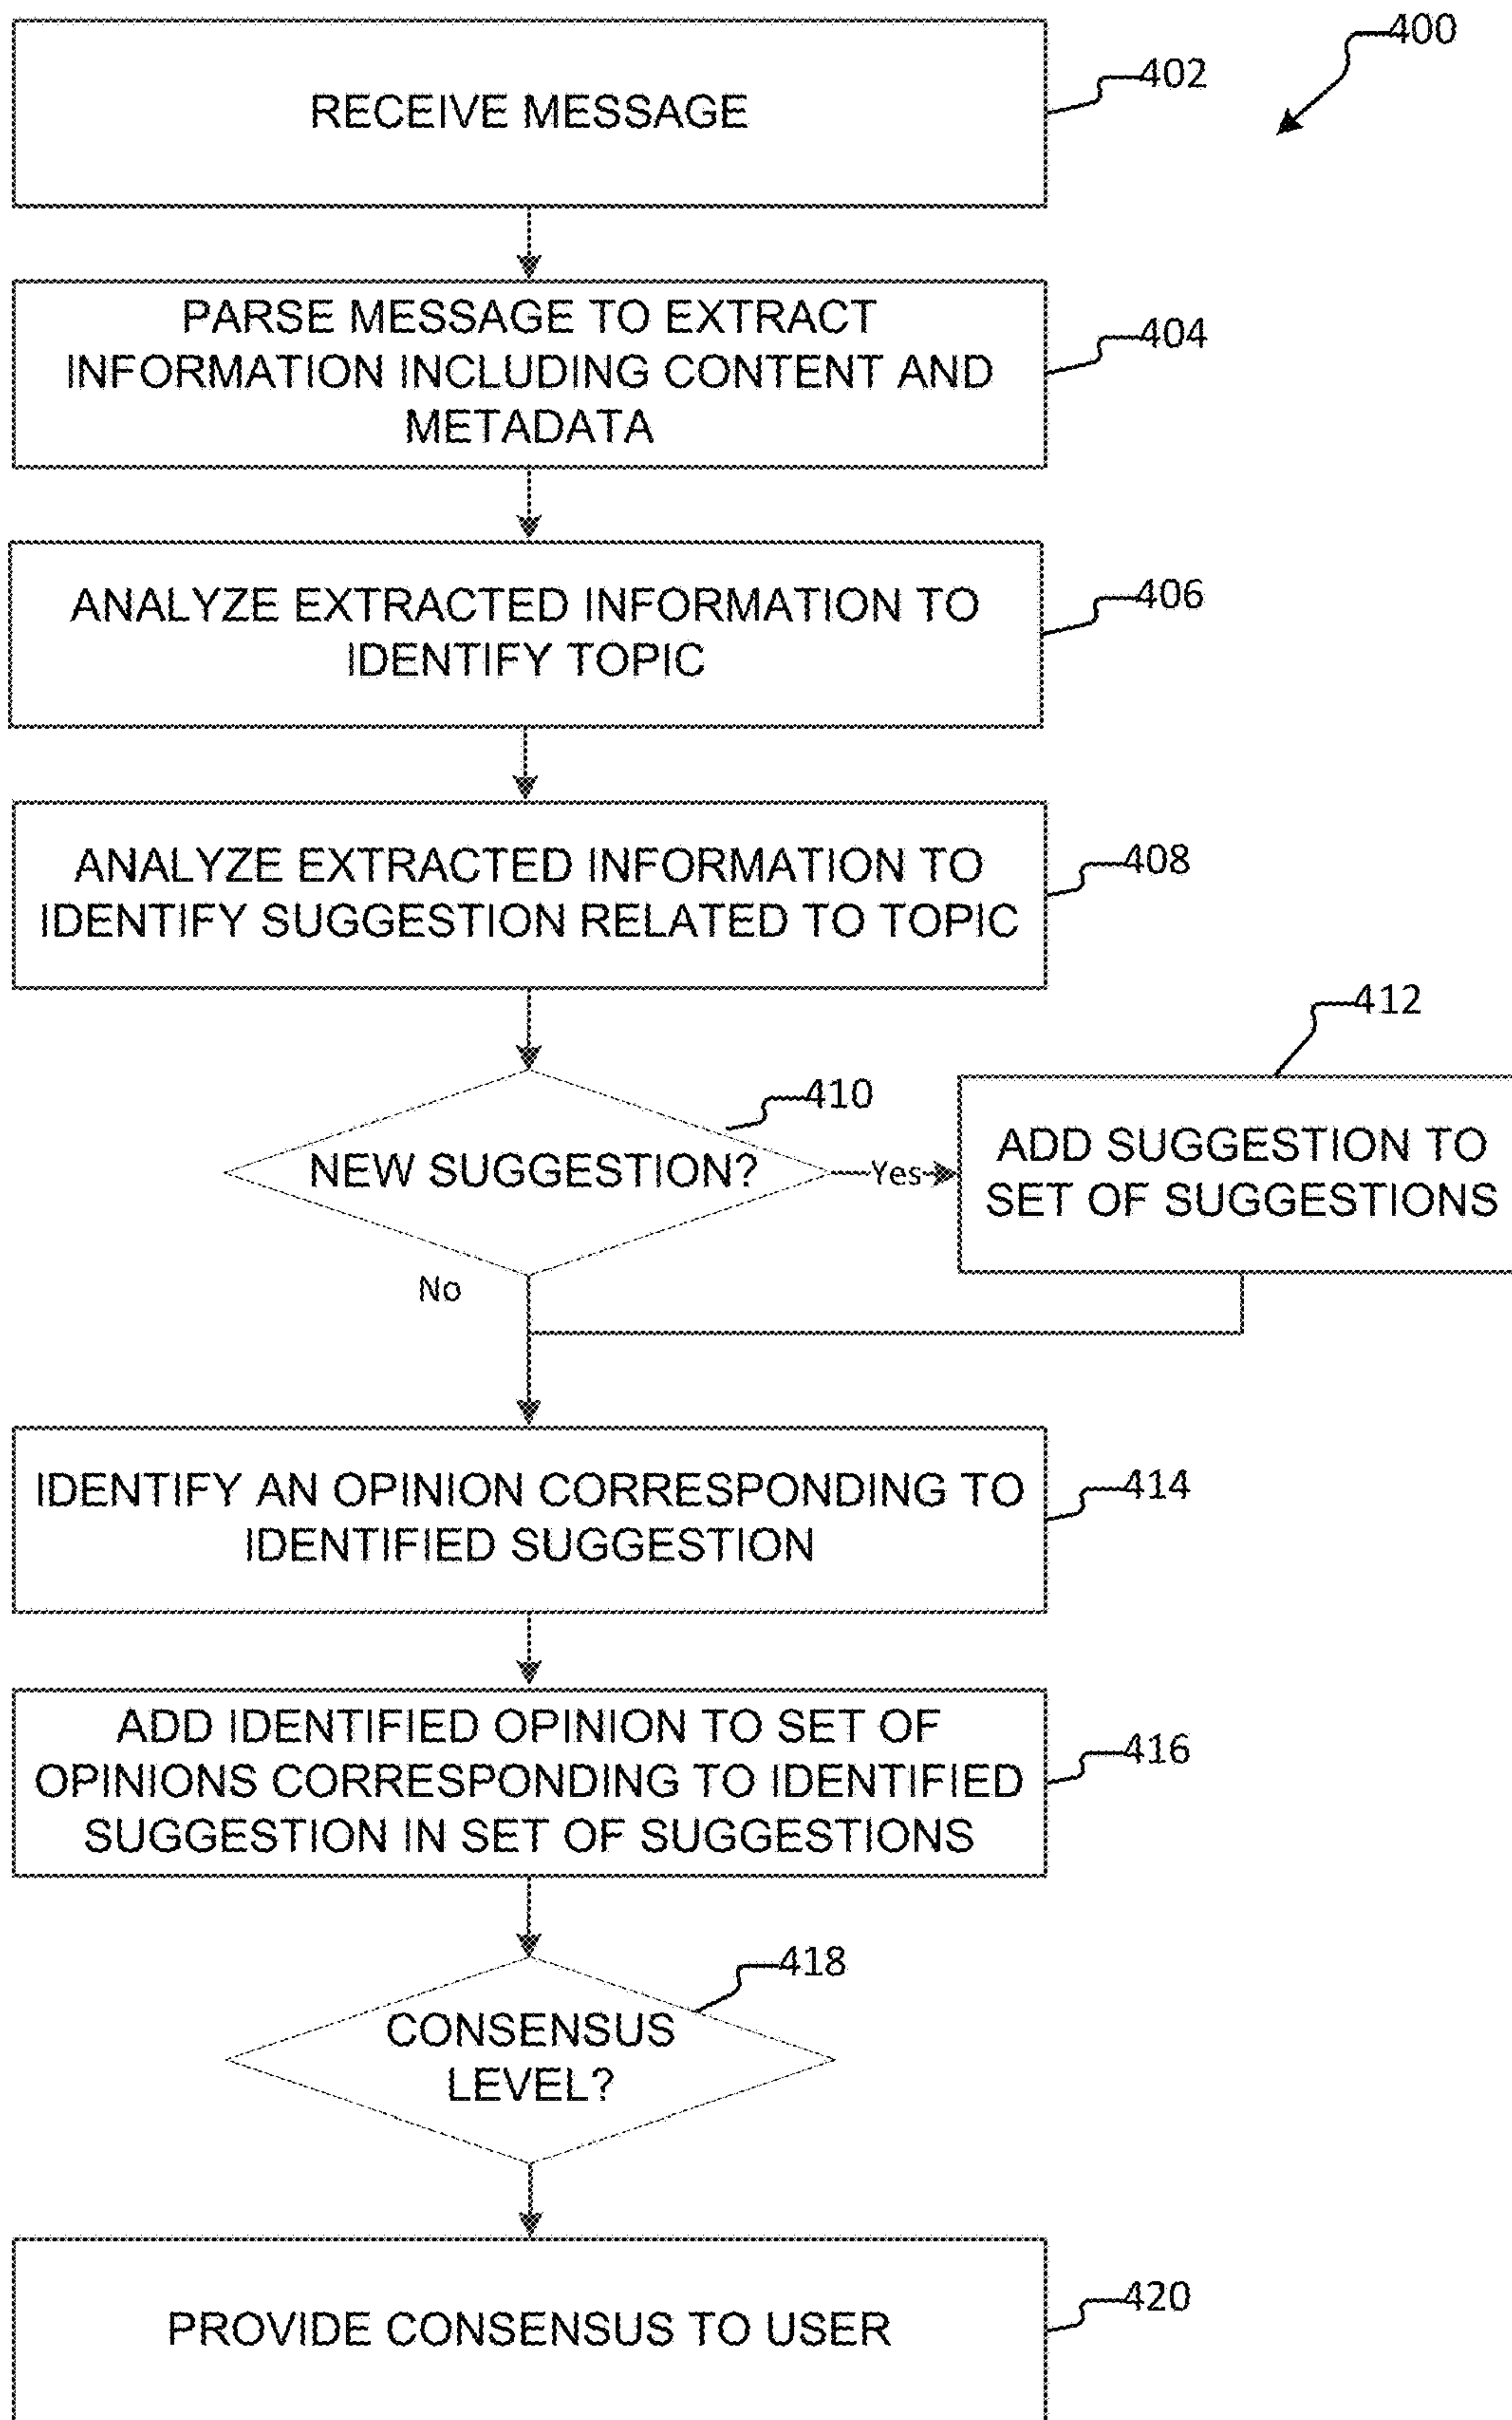 400
402
RECEIVE MESSAGE
PARSE MESSAGE TO EXTRACT
INFORMATION INCLUDING CONTENT AND
METADATA
404
ANALYZE EXTRACTED INFORMATION TO
IDENTIFY TOPIC
406
ANALYZE EXTRACTED INFORMATION TO
IDENTIFY SUGGESTION RELATED TO TOPIC
408
410
NEW SUGGESTION?
Yes
412
ADD SUGGESTION TO
SET OF SUGGESTIONS
No
IDENTIFY AN OPINION CORRESPONDING TO
IDENTIFIED SUGGESTION
414
ADD IDENTIFIED OPINION TO SET OF
OPINIONS CORRESPONDING TO IDENTIFIED
SUGGESTION IN SET OF SUGGESTIONS
416
418
CONSENSUS
LEVEL?
PROVIDE CONSENSUS TO USER
420